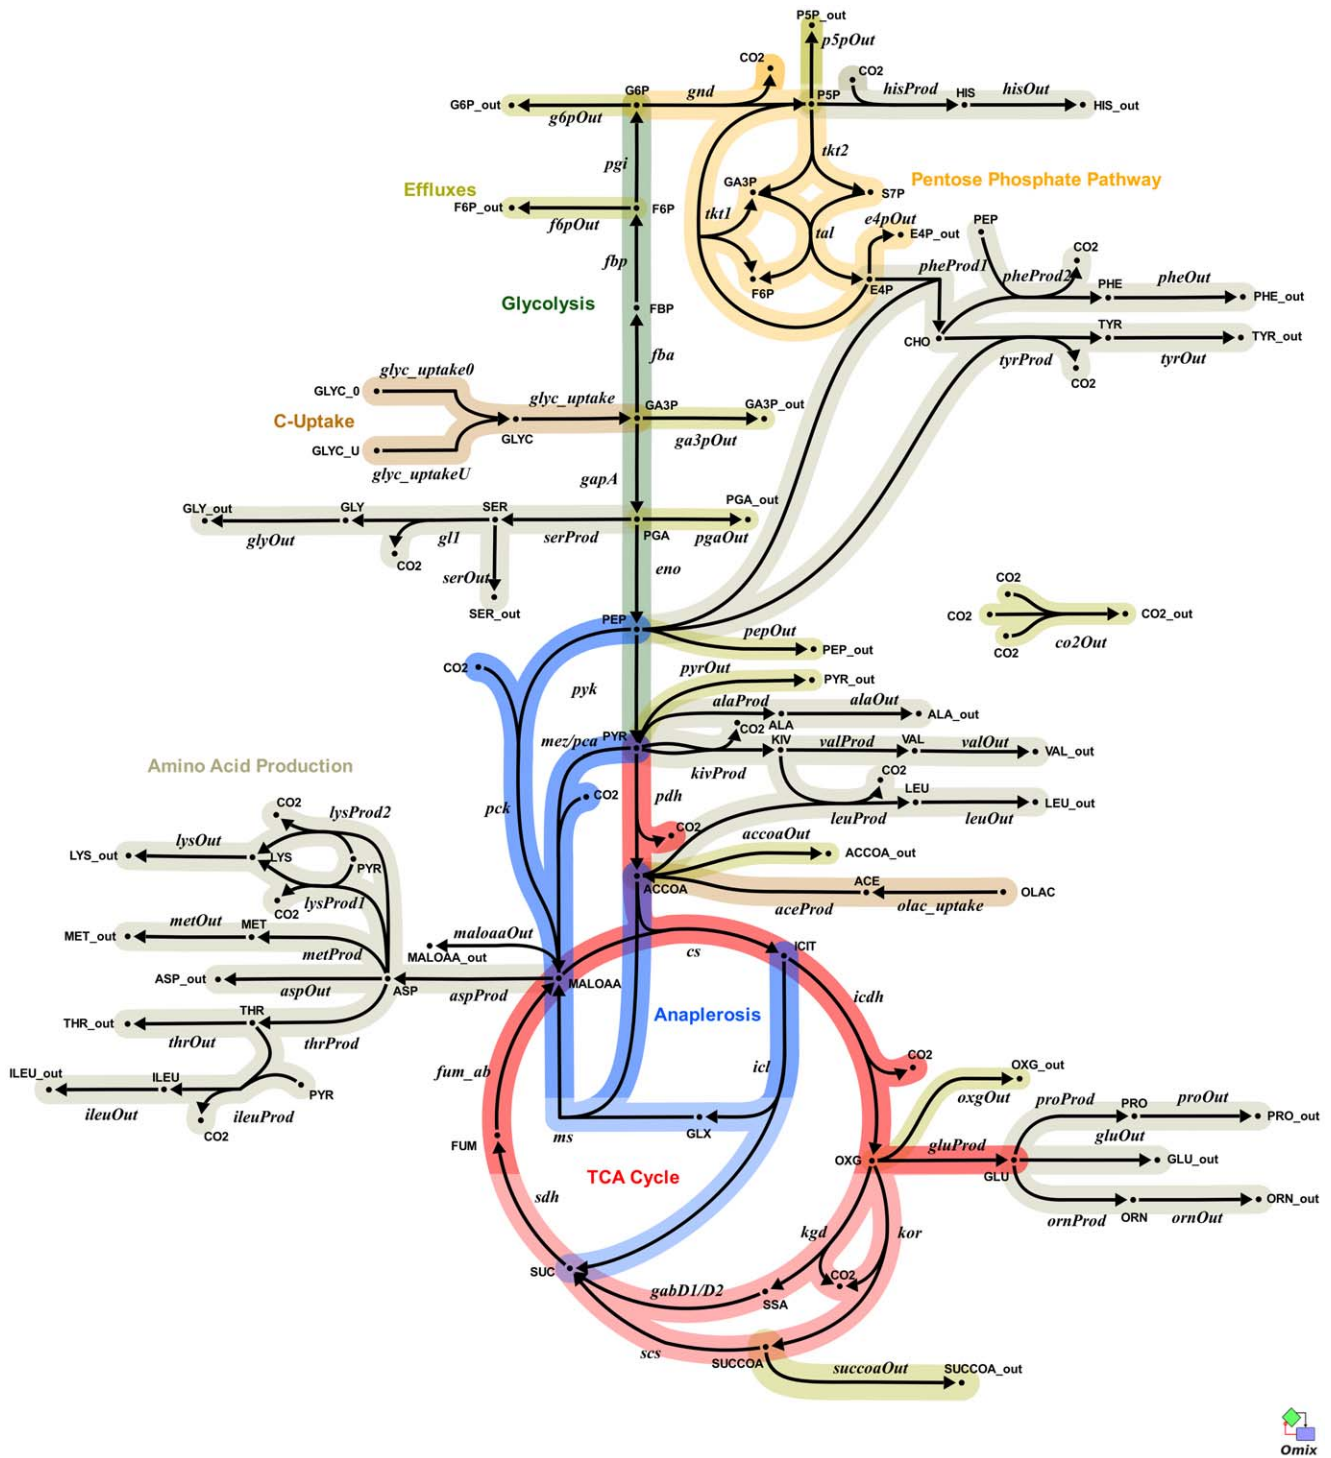 P5P_out
p5pOut
CO2
CO2
G6P
gnd
P5P
hisProd
HIS
hisOut
G6P_out
HIS_out
g6pOut
pgi
tkt2
Effluxes
GA3P
S7P
Pentose Phosphate Pathway
F6P_out
F6P
f6pOut
tkt1
e4pOut
tal
E4P_out
PEP
CO2
fbp
pheProd1
pheProd2
F6P
E4P
PHE
pheOut
PHE_out
Glycolysis
FBP
CHO
TYR
TYR_out
tyrProd
tyrOut
CO2
fba
glyc_uptake0
GLYC_0
glyc_uptake
GA3P
GA3P_out
C-Uptake
GLYC
ga3pOut
GLYC_U
glyc_uptakeU
gapA
PGA_out
GLY_out
GLY
SER
glyOut
gl1
serProd
PGA
pgaOut
CO2
serOut
eno
SER_out
CO2
CO2
CO2_out
co2Out
CO2
PEP
pepOut
PEP_out
CO2
pyrOut
PYR_out
pyk
alaProd
alaOut
ALA_out
CO2
ALA
PYR
mez/pca
KIV
valProd
VAL
valOut
VAL_out
kivProd
Amino Acid Production
CO2
pdh
CO2
LEU
LEU_out
leuProd
leuOut
pck
CO2
CO2
lysProd2
lysOut
LYS_out
LYS
PYR
accoaOut
ACCOA_out
lysProd1
CO2
ACCOA
ACE
OLAC
aceProd
olac_uptake
metOut
MET
MET_out
metProd
maloaaOut
MALOAA_out
cs
ICIT
ASP_out
aspOut
ASP
aspProd
MALOAA
icdh
THR
THR_out
thrOut
thrProd
Anaplerosis
ILEU_out
ILEU
ileuOut
ileuProd
PYR
CO2
fum_ab
icl
CO2
OXG_out
oxgOut
ms
GLX
proProd
PRO
proOut
PRO_out
FUM
gluOut
OXG
gluProd
GLU
GLU_out
TCA Cycle
sdh
ornProd
ORN
ornOut
ORN_out
kgd
kor
SUC
CO2
gabD1/D2
SSA
scs
SUCCOA
succoaOut
SUCCOA_out
Omix